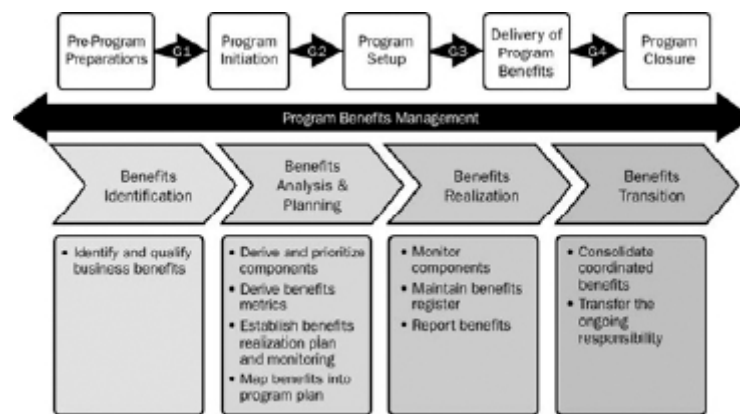 Pre-Program
Preparations
G1
Program
Initiation
G2
Program
Setup
G3
Delivery of
Program
Benefits
G4
Program
Closure
Program Benefits Management
Benefits
Identification
Benefits
Analysis &
Planning
Benefits
Realization
Benefits
Transition
• Identify and qualify
business benefits
• Derive and prioritize
components
• Derive benefits
metrics
• Establish benefits
realization plan
and monitoring
• Map benefits into
program plan
• Monitor
components
• Maintain benefits
register
• Report benefits
• Consolidate
coordinated
benefits
• Transfer the
ongoing
responsibility